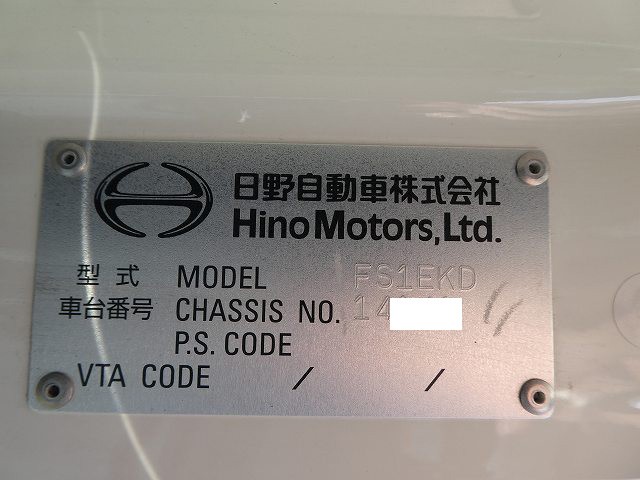 日野自動車株式会社
Hino Motors, Ltd.
型式 MODEL FS1EKD
車台番号 CHASSIS NO. 14
P.S. CODE
VTA CODE / /